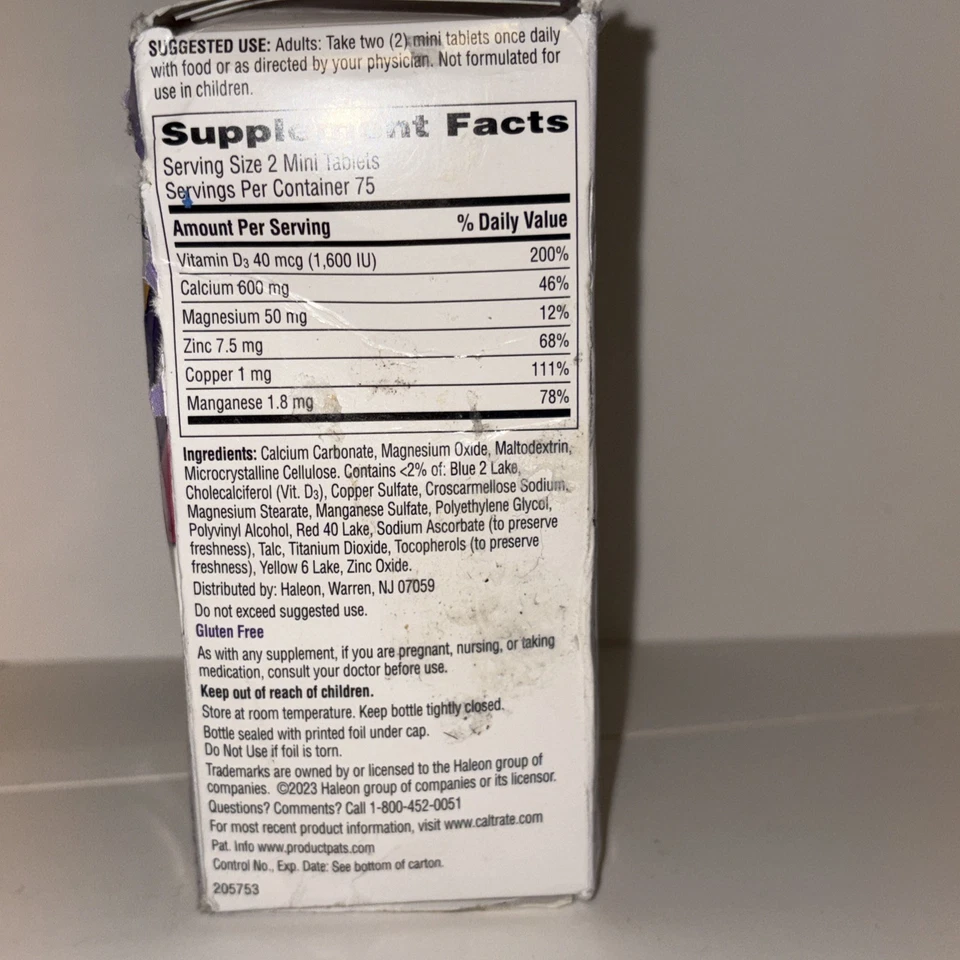 SUGGESTED USE: Adults: Take two (2) mini tablets once daily
with food or as directed by your physician. Not formulated for
use in children.
Supplement Facts
Serving Size 2 Mini Tablets
Servings Per Container 75
Amount Per Serving % Daily Value
Vitamin D3 40 mcg (1,600 IU) 200%
Calcium 600 mg 46%
Magnesium 50 mg 12%
Zinc 7.5 mg 68%
Copper 1 mg 111%
Manganese 1.8 mg 78%
Ingredients: Calcium Carbonate, Magnesium Oxide, Maltodextrin,
Microcrystalline Cellulose. Contains <2% of: Blue 2 Lake,
Cholecalciferol (Vit. D3), Copper Sulfate, Croscarmellose Sodium,
Magnesium Stearate, Manganese Sulfate, Polyethylene Glycol,
Polyvinyl Alcohol, Red 40 Lake, Sodium Ascorbate (to preserve
freshness), Talc, Titanium Dioxide, Tocopherols (to preserve
freshness), Yellow 6 Lake, Zinc Oxide.
Distributed by: Haleon, Warren, NJ 07059
Do not exceed suggested use.
Gluten Free
As with any supplement, if you are pregnant, nursing, or taking
medication, consult your doctor before use.
Keep out of reach of children.
Store at room temperature. Keep bottle tightly closed.
Bottle sealed with printed foil under cap.
Do Not Use if foil is torn.
Trademarks are owned by or licensed to the Haleon group of
companies. ©2023 Haleon group of companies or its licensor.
Questions? Comments? Call 1-800-452-0051
For most recent product information, visit www.caltrate.com
Pat. Info www.productpats.com
Control No., Exp. Date: See bottom of carton.
205753